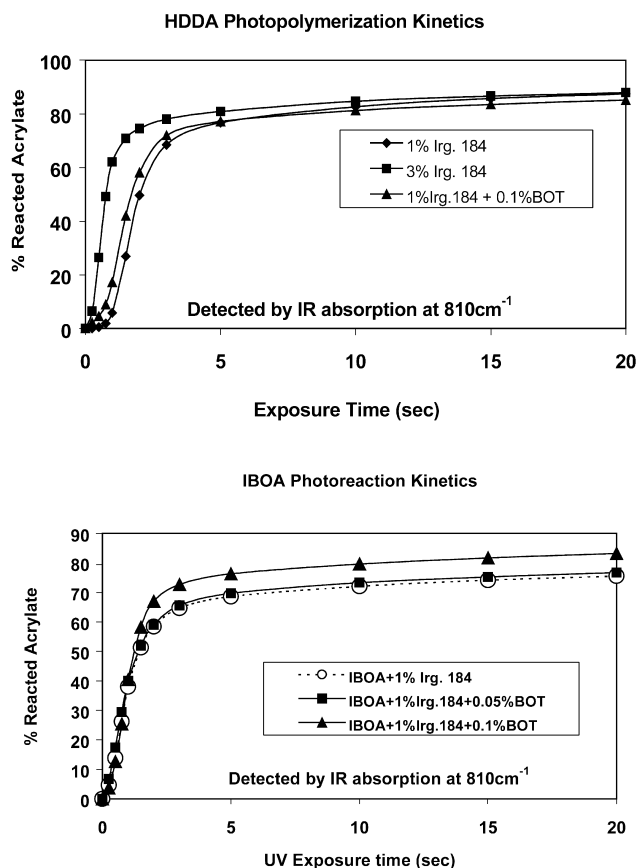 HDDA Photopolymerization Kinetics
100
80
60
40
20
0
% Reacted Acrylate
1% Irg. 184
3% Irg. 184
1%Irg.184 + 0.1%BOT
Detected by IR absorption at 810cm⁻¹
0 5 10 15 20
Exposure Time (sec)
IBOA Photoreaction Kinetics
90
80
70
60
50
40
30
20
10
0
% Reacted Acrylate
IBOA+1% Irg. 184
IBOA+1%Irg.184+0.05%BOT
IBOA+1%Irg.184+0.1%BOT
Detected by IR absorption at 810cm⁻¹
0 5 10 15 20
UV Exposure time (sec)